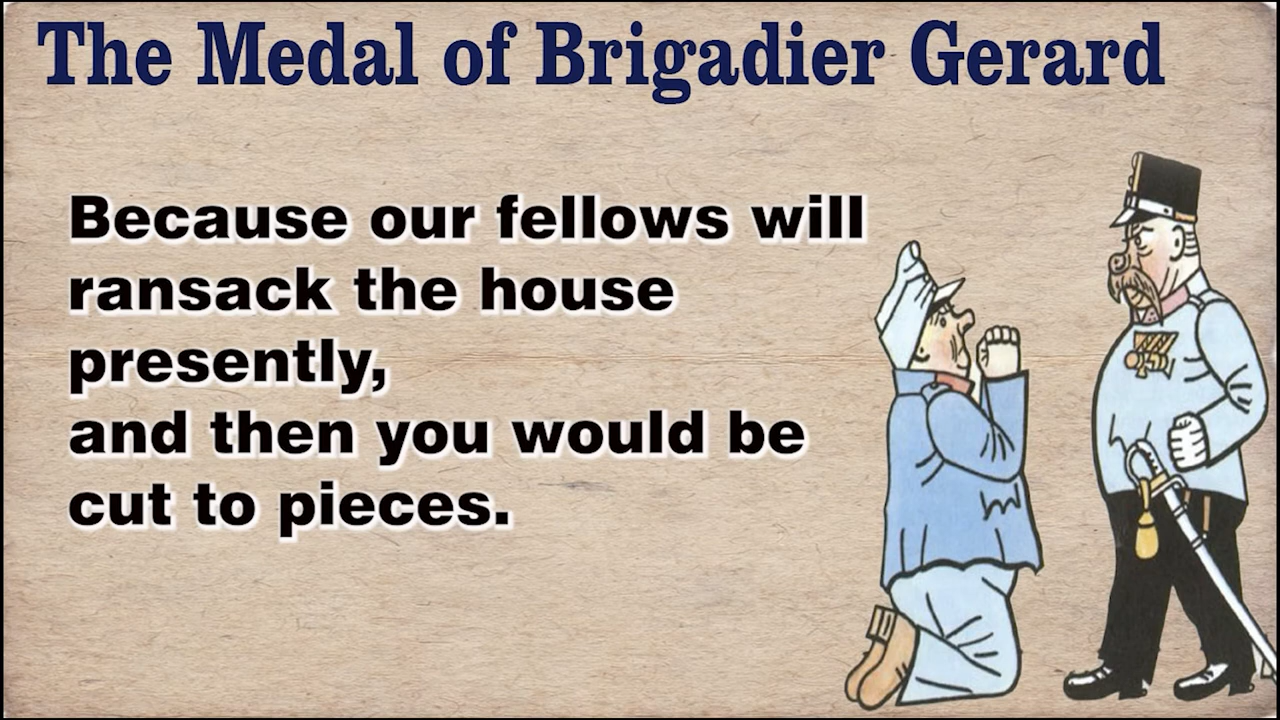 The Medal of Brigadier Gerard
Because our fellows will
ransack the house
presently,
and then you would be
cut to pieces.